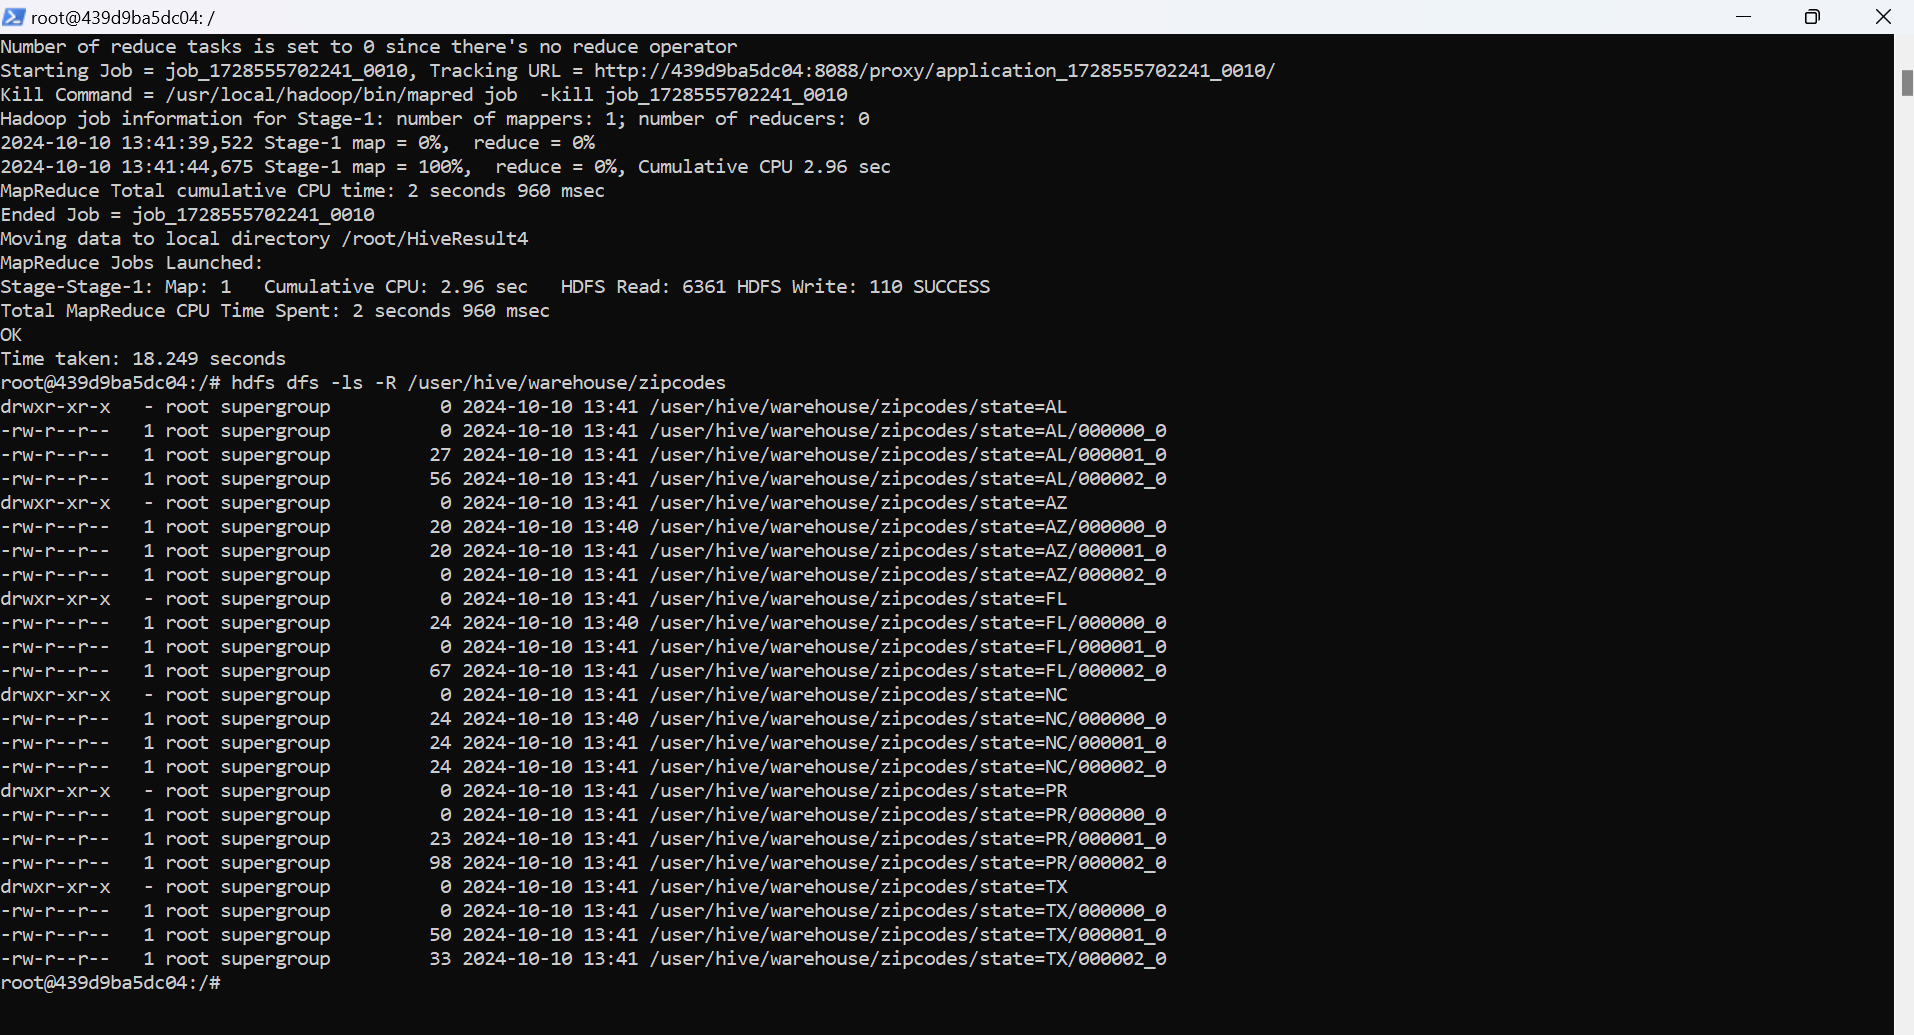 root@439d9ba5dc04: /
Number of reduce tasks is set to 0 since there's no reduce operator
Starting Job = job_1728555702241_0010, Tracking URL = http://439d9ba5dc04:8088/proxy/application_1728555702241_0010/
Kill Command = /usr/local/hadoop/bin/mapred job  -kill job_1728555702241_0010
Hadoop job information for Stage-1: number of mappers: 1; number of reducers: 0
2024-10-10 13:41:39,522 Stage-1 map = 0%,  reduce = 0%
2024-10-10 13:41:44,675 Stage-1 map = 100%,  reduce = 0%, Cumulative CPU 2.96 sec
MapReduce Total cumulative CPU time: 2 seconds 960 msec
Ended Job = job_1728555702241_0010
Moving data to local directory /root/HiveResult4
MapReduce Jobs Launched:
Stage-Stage-1: Map: 1   Cumulative CPU: 2.96 sec   HDFS Read: 6361 HDFS Write: 110 SUCCESS
Total MapReduce CPU Time Spent: 2 seconds 960 msec
OK
Time taken: 18.249 seconds
root@439d9ba5dc04:/# hdfs dfs -ls -R /user/hive/warehouse/zipcodes
drwxr-xr-x   - root supergroup          0 2024-10-10 13:41 /user/hive/warehouse/zipcodes/state=AL
-rw-r--r--   1 root supergroup          0 2024-10-10 13:41 /user/hive/warehouse/zipcodes/state=AL/000000_0
-rw-r--r--   1 root supergroup         27 2024-10-10 13:41 /user/hive/warehouse/zipcodes/state=AL/000001_0
-rw-r--r--   1 root supergroup         56 2024-10-10 13:41 /user/hive/warehouse/zipcodes/state=AL/000002_0
drwxr-xr-x   - root supergroup          0 2024-10-10 13:41 /user/hive/warehouse/zipcodes/state=AZ
-rw-r--r--   1 root supergroup         20 2024-10-10 13:40 /user/hive/warehouse/zipcodes/state=AZ/000000_0
-rw-r--r--   1 root supergroup         20 2024-10-10 13:41 /user/hive/warehouse/zipcodes/state=AZ/000001_0
-rw-r--r--   1 root supergroup          0 2024-10-10 13:41 /user/hive/warehouse/zipcodes/state=AZ/000002_0
drwxr-xr-x   - root supergroup          0 2024-10-10 13:41 /user/hive/warehouse/zipcodes/state=FL
-rw-r--r--   1 root supergroup         24 2024-10-10 13:40 /user/hive/warehouse/zipcodes/state=FL/000000_0
-rw-r--r--   1 root supergroup          0 2024-10-10 13:41 /user/hive/warehouse/zipcodes/state=FL/000001_0
-rw-r--r--   1 root supergroup         67 2024-10-10 13:41 /user/hive/warehouse/zipcodes/state=FL/000002_0
drwxr-xr-x   - root supergroup          0 2024-10-10 13:41 /user/hive/warehouse/zipcodes/state=NC
-rw-r--r--   1 root supergroup         24 2024-10-10 13:40 /user/hive/warehouse/zipcodes/state=NC/000000_0
-rw-r--r--   1 root supergroup         24 2024-10-10 13:41 /user/hive/warehouse/zipcodes/state=NC/000001_0
-rw-r--r--   1 root supergroup         24 2024-10-10 13:41 /user/hive/warehouse/zipcodes/state=NC/000002_0
drwxr-xr-x   - root supergroup          0 2024-10-10 13:41 /user/hive/warehouse/zipcodes/state=PR
-rw-r--r--   1 root supergroup          0 2024-10-10 13:41 /user/hive/warehouse/zipcodes/state=PR/000000_0
-rw-r--r--   1 root supergroup         23 2024-10-10 13:41 /user/hive/warehouse/zipcodes/state=PR/000001_0
-rw-r--r--   1 root supergroup         98 2024-10-10 13:41 /user/hive/warehouse/zipcodes/state=PR/000002_0
drwxr-xr-x   - root supergroup          0 2024-10-10 13:41 /user/hive/warehouse/zipcodes/state=TX
-rw-r--r--   1 root supergroup          0 2024-10-10 13:41 /user/hive/warehouse/zipcodes/state=TX/000000_0
-rw-r--r--   1 root supergroup         50 2024-10-10 13:41 /user/hive/warehouse/zipcodes/state=TX/000001_0
-rw-r--r--   1 root supergroup         33 2024-10-10 13:41 /user/hive/warehouse/zipcodes/state=TX/000002_0
root@439d9ba5dc04:/#